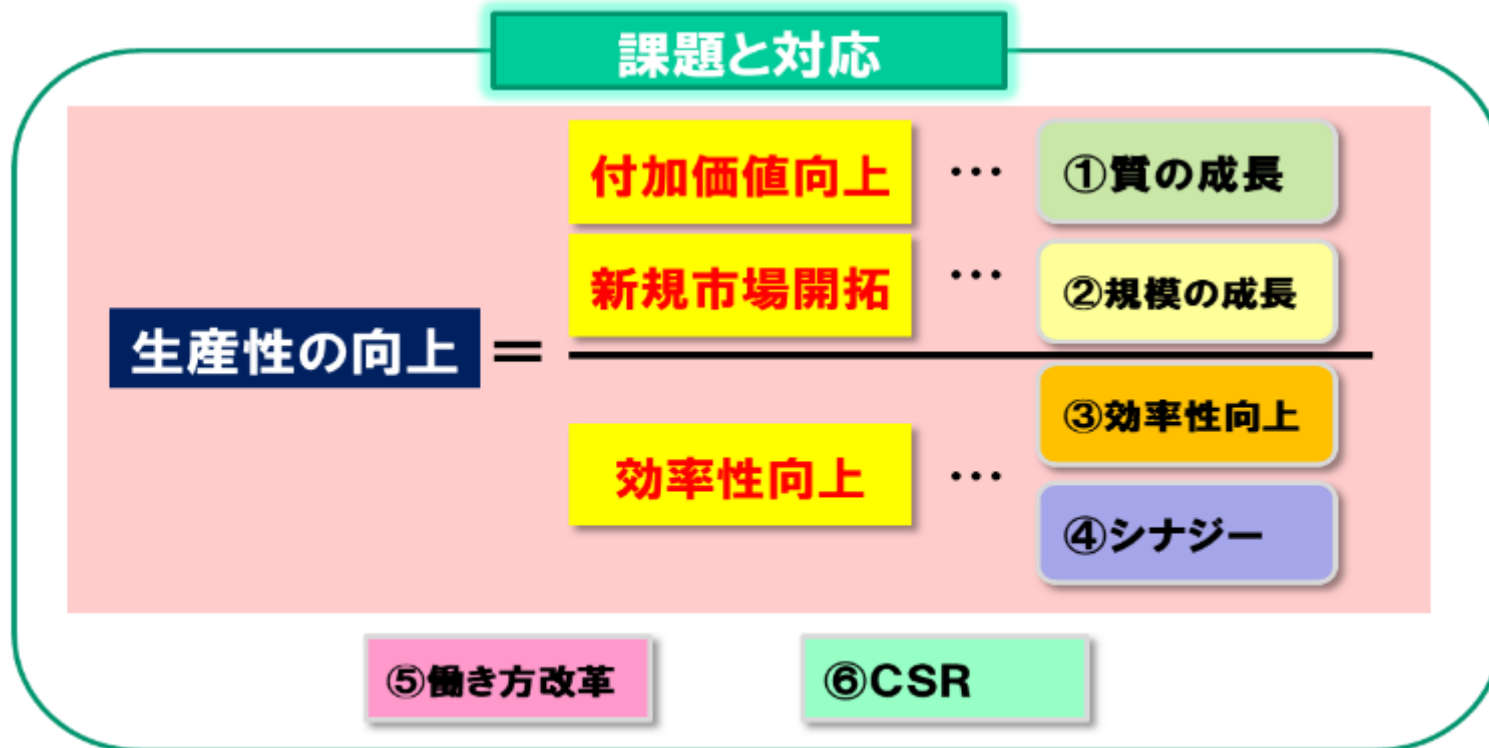 課題と対応
付加価値向上 … ①質の成長
新規市場開拓 … ②規模の成長
生産性の向上 =
③効率性向上
効率性向上 …
④シナジー
⑤働き方改革 ⑥CSR